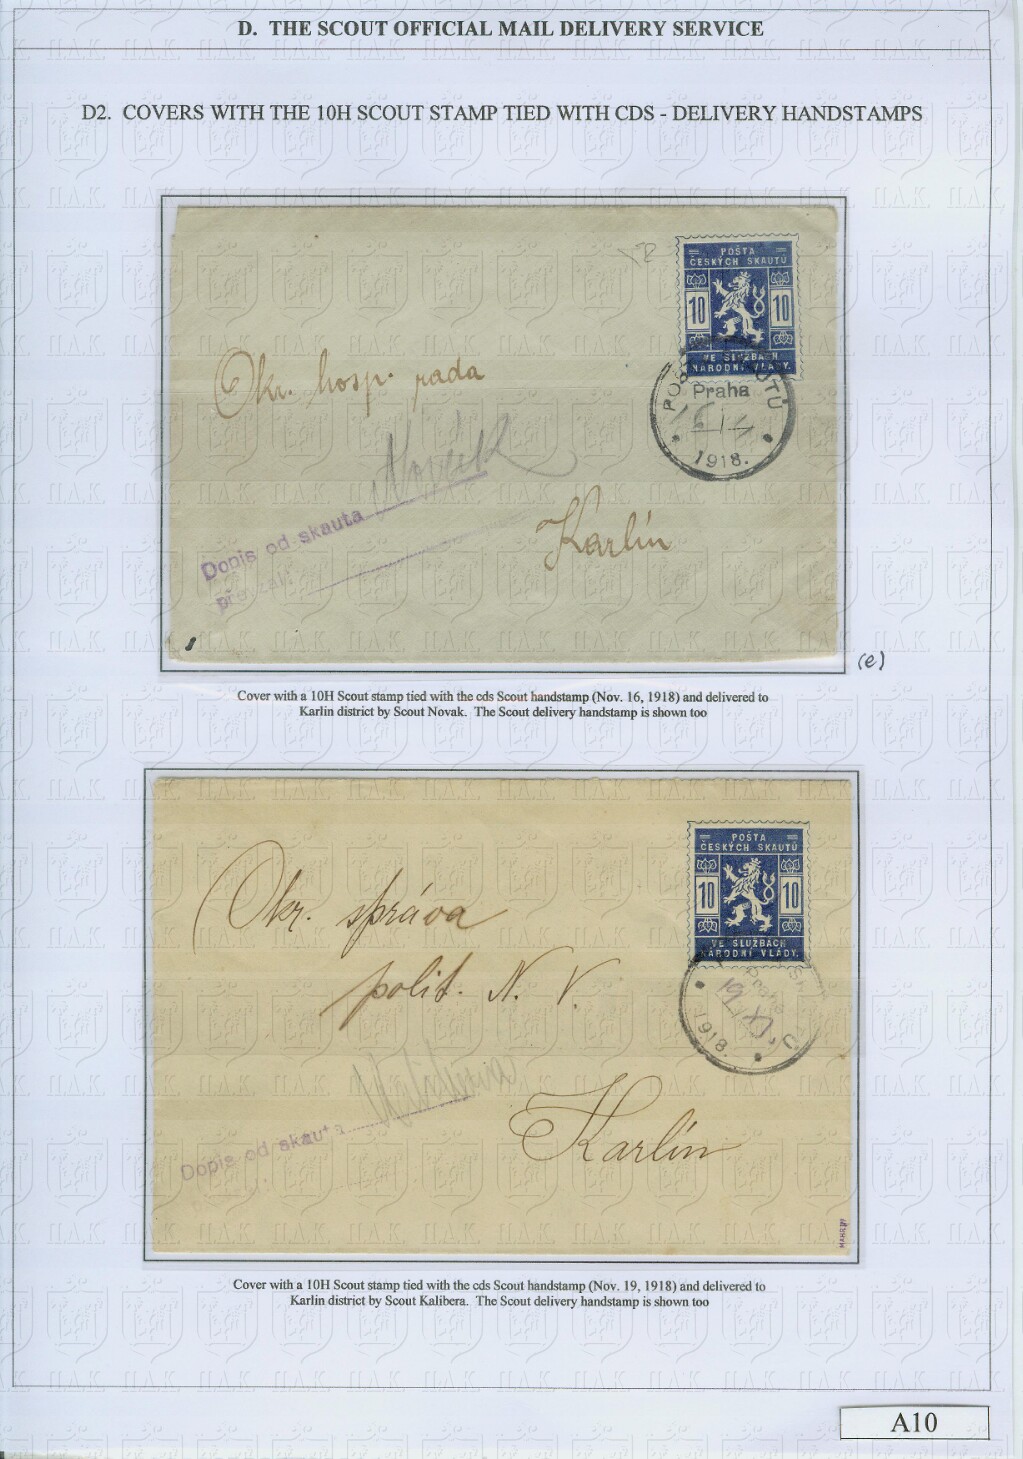 D. THE SCOUT OFFICIAL MAIL DELIVERY SERVICE
D2. COVERS WITH THE 10H SCOUT STAMP TIED WITH CDS - DELIVERY HANDSTAMPS
POŠTA
ČESKÝCH SKAUTŮ
10 10
VE SLUŽBÁCH
NÁRODNÍ VLÁDY.
Praha
1918.
Okr. hosp. rada
Novák
Dopis od skauta
Karlín
(e)
Cover with a 10H Scout stamp tied with the cds Scout handstamp (Nov. 16, 1918) and delivered to
Karlin district by Scout Novak. The Scout delivery handstamp is shown too
POŠTA
ČESKÝCH SKAUTŮ
10 10
VE SLUŽBÁCH
NÁRODNÍ VLÁDY.
Praha
19 XI
1918.
Okr. správa
polit. N. V.
Dopis od skauta
Karlín
Cover with a 10H Scout stamp tied with the cds Scout handstamp (Nov. 19, 1918) and delivered to
Karlin district by Scout Kalibera. The Scout delivery handstamp is shown too
A10